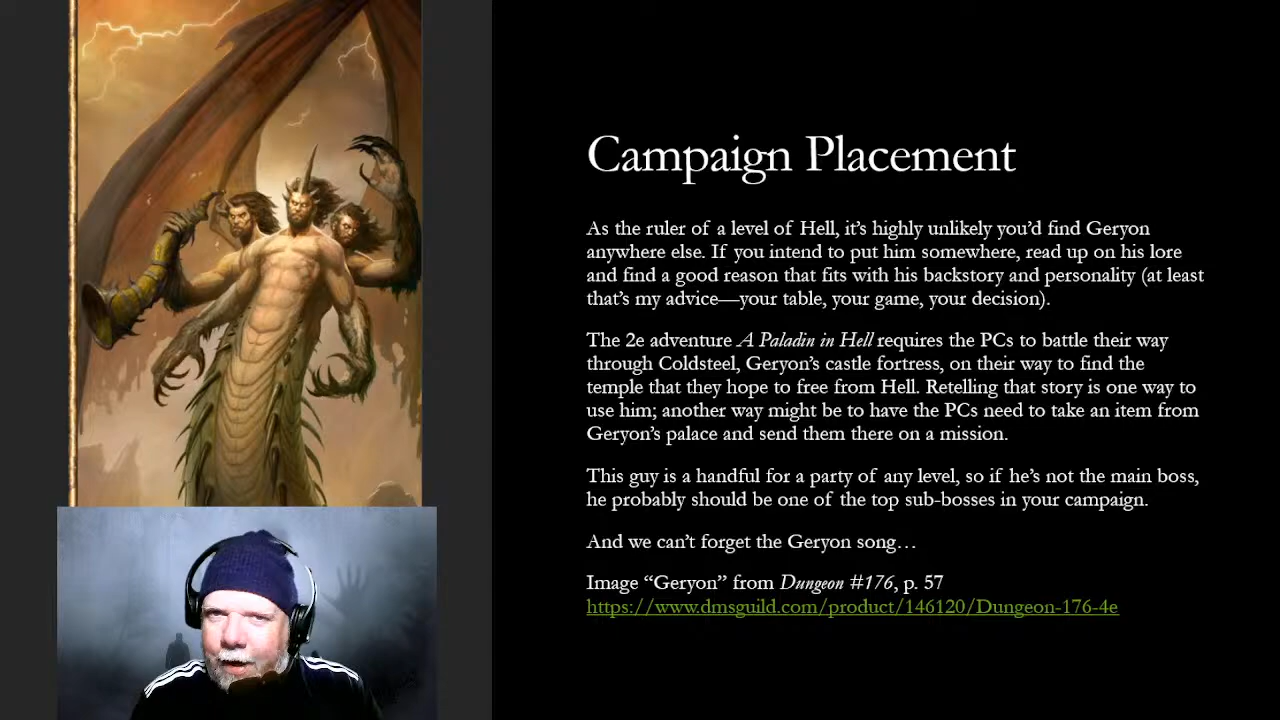 Campaign Placement
As the ruler of a level of Hell, it’s highly unlikely you’d find Geryon
anywhere else. If you intend to put him somewhere, read up on his lore
and find a good reason that fits with his backstory and personality (at least
that’s my advice—your table, your game, your decision).
The 2e adventure A Paladin in Hell requires the PCs to battle their way
through Coldsteel, Geryon’s castle fortress, on their way to find the
temple that they hope to free from Hell. Retelling that story is one way to
use him; another way might be to have the PCs need to take an item from
Geryon’s palace and send them there on a mission.
This guy is a handful for a party of any level, so if he’s not the main boss,
he probably should be one of the top sub-bosses in your campaign.
And we can’t forget the Geryon song…
Image “Geryon” from Dungeon #176, p. 57
https://www.dmsguild.com/product/146120/Dungeon-176-4e